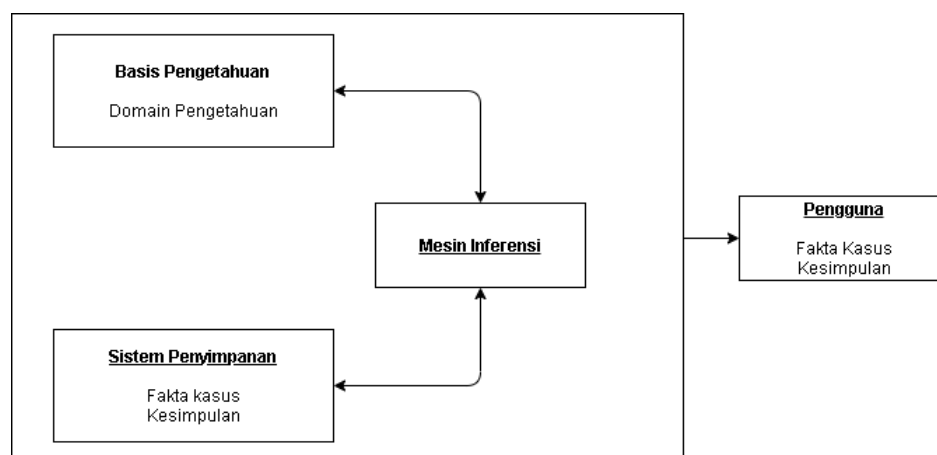 Basis Pengetahuan
Domain Pengetahuan
Mesin Inferensi
Sistem Penyimpanan
Fakta kasus
Kesimpulan
Pengguna
Fakta Kasus
Kesimpulan